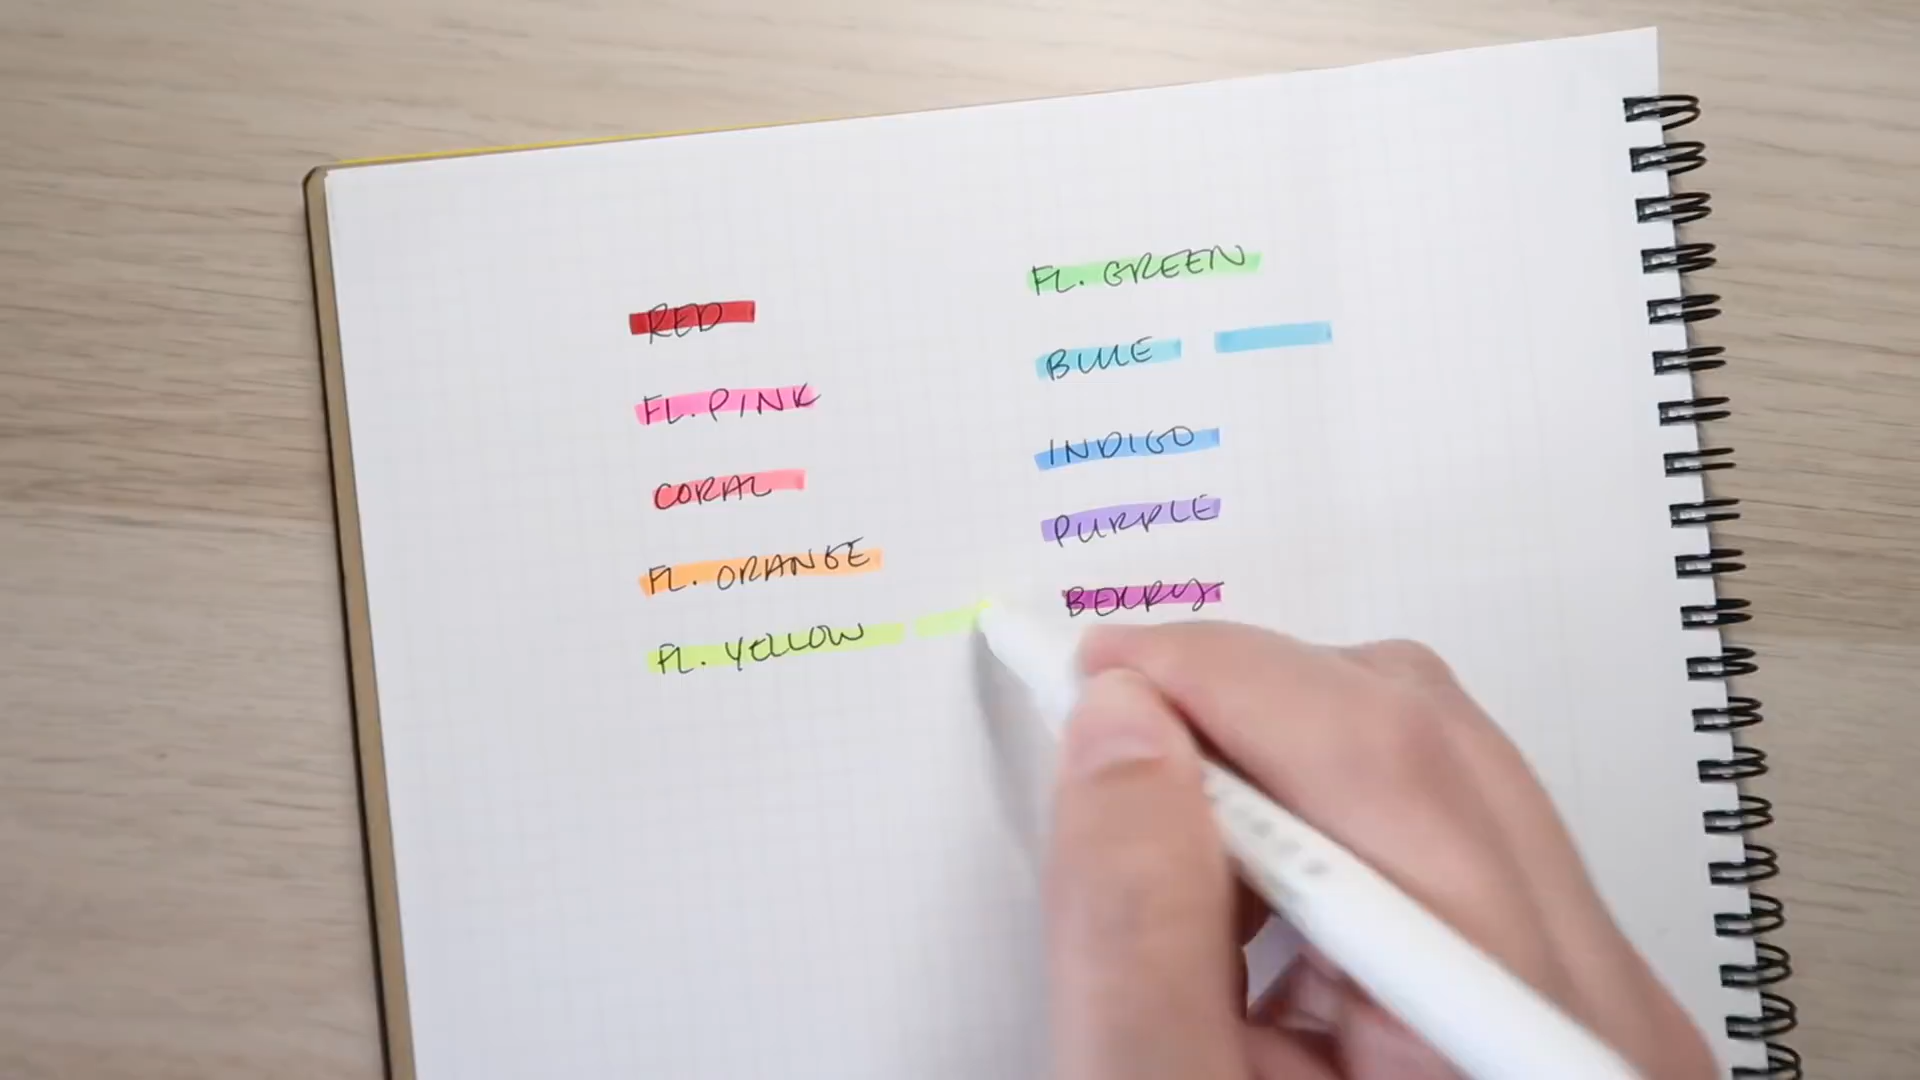 RED
FL. PINK
CORAL
FL. ORANGE
FL. YELLOW
FL. GREEN
BLUE
INDIGO
PURPLE
BERRY